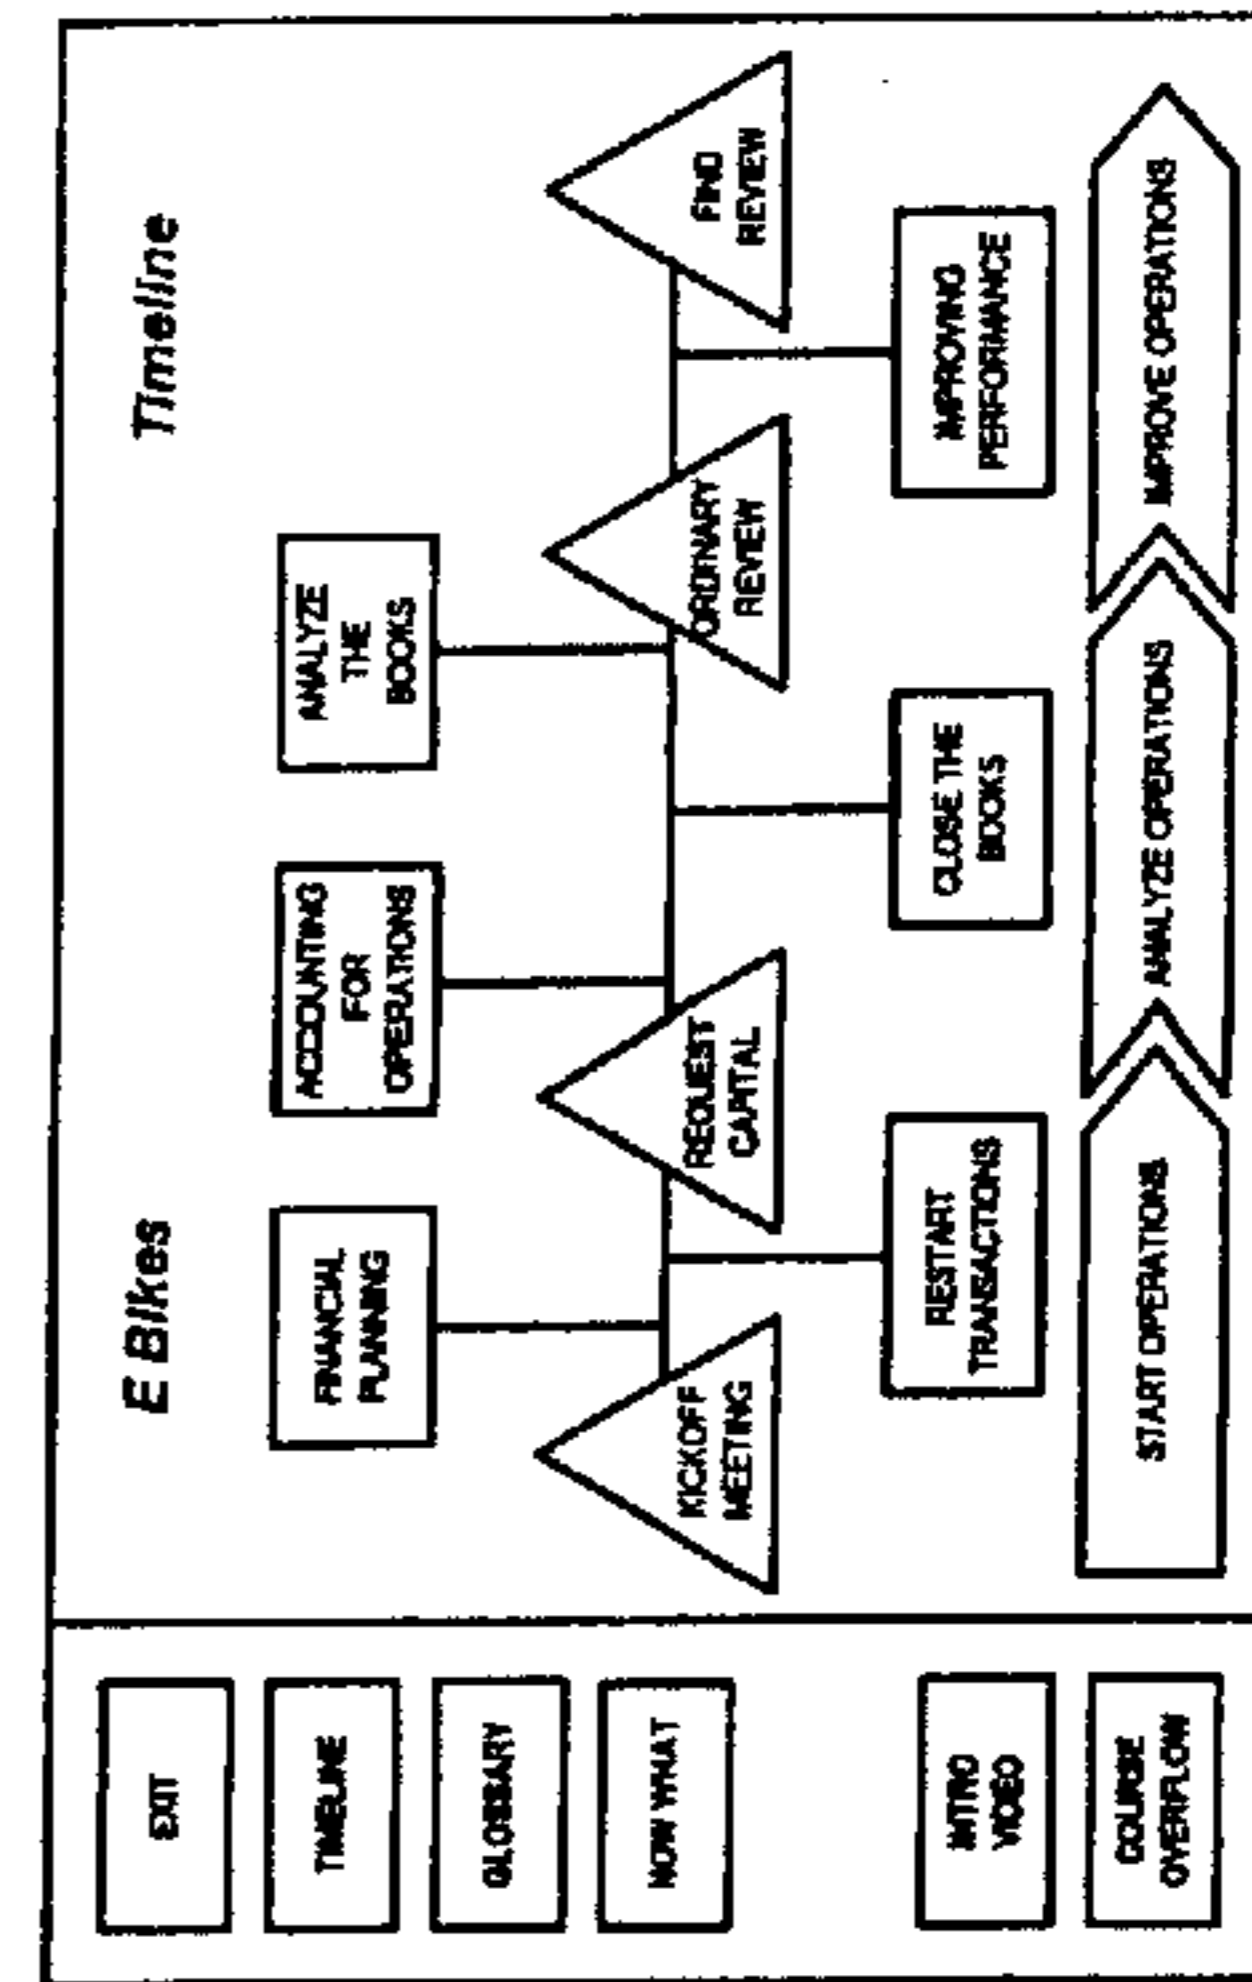 E Bikes
Timeline
EXIT
TIMELINE
GLOSSARY
NOW WHAT
INTRO
VIDEO
COURSE
OVERFLOW
FINANCIAL
PLANNING
ACCOUNTING
FOR
OPERATIONS
ANALYZE
THE
BOOKS
KICKOFF
MEETING
REQUEST
CAPITAL
ORDINARY
REVIEW
FIND
REVIEW
RESTART
TRANSACTIONS
CLOSE THE
BOOKS
IMPROVING
PERFORMANCE
START OPERATIONS
ANALYZE OPERATIONS
IMPROVE OPERATIONS